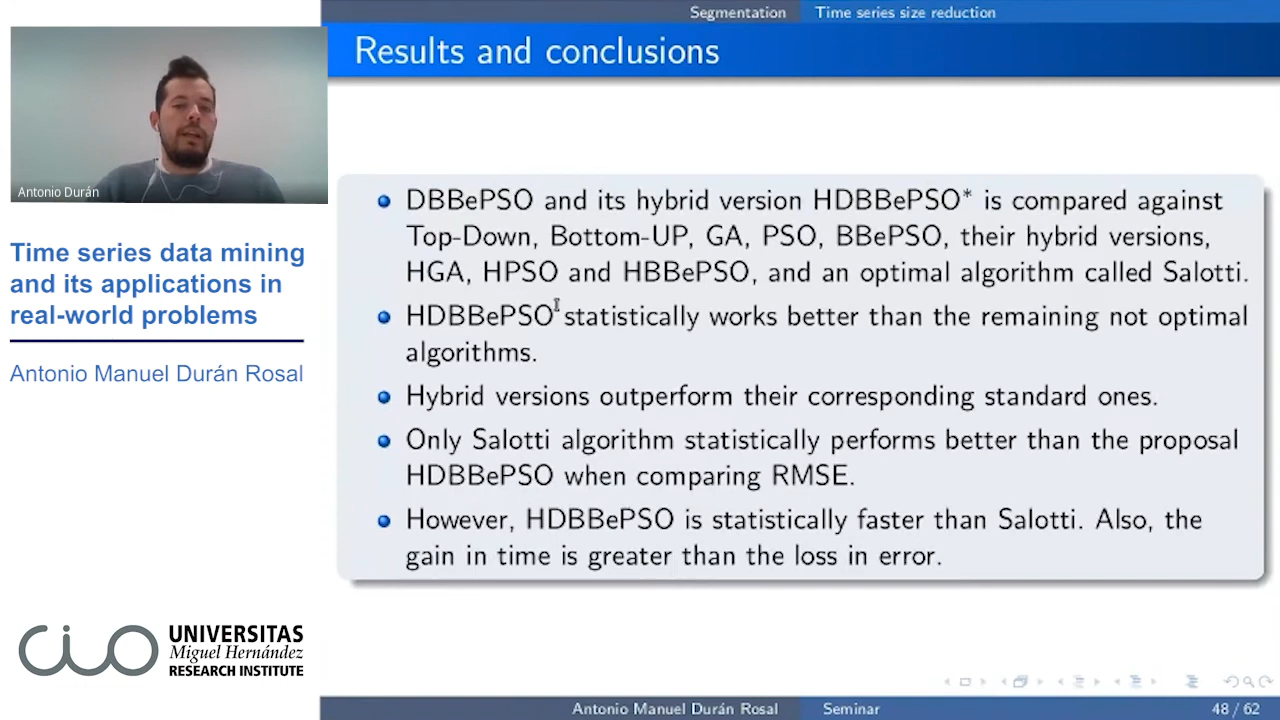 Antonio Durán
Time series data mining
and its applications in
real-world problems
Antonio Manuel Durán Rosal
CIO
UNIVERSITAS
Miguel Hernández
RESEARCH INSTITUTE
Segmentation Time series size reduction
Results and conclusions
DBBePSO and its hybrid version HDBBePSO* is compared against
Top-Down, Bottom-UP, GA, PSO, BBePSO, their hybrid versions,
HGA, HPSO and HBBePSO, and an optimal algorithm called Salotti.
HDBBePSO statistically works better than the remaining not optimal
algorithms.
Hybrid versions outperform their corresponding standard ones.
Only Salotti algorithm statistically performs better than the proposal
HDBBePSO when comparing RMSE.
However, HDBBePSO is statistically faster than Salotti. Also, the
gain in time is greater than the loss in error.
Antonio Manuel Durán Rosal Seminar 48 / 62